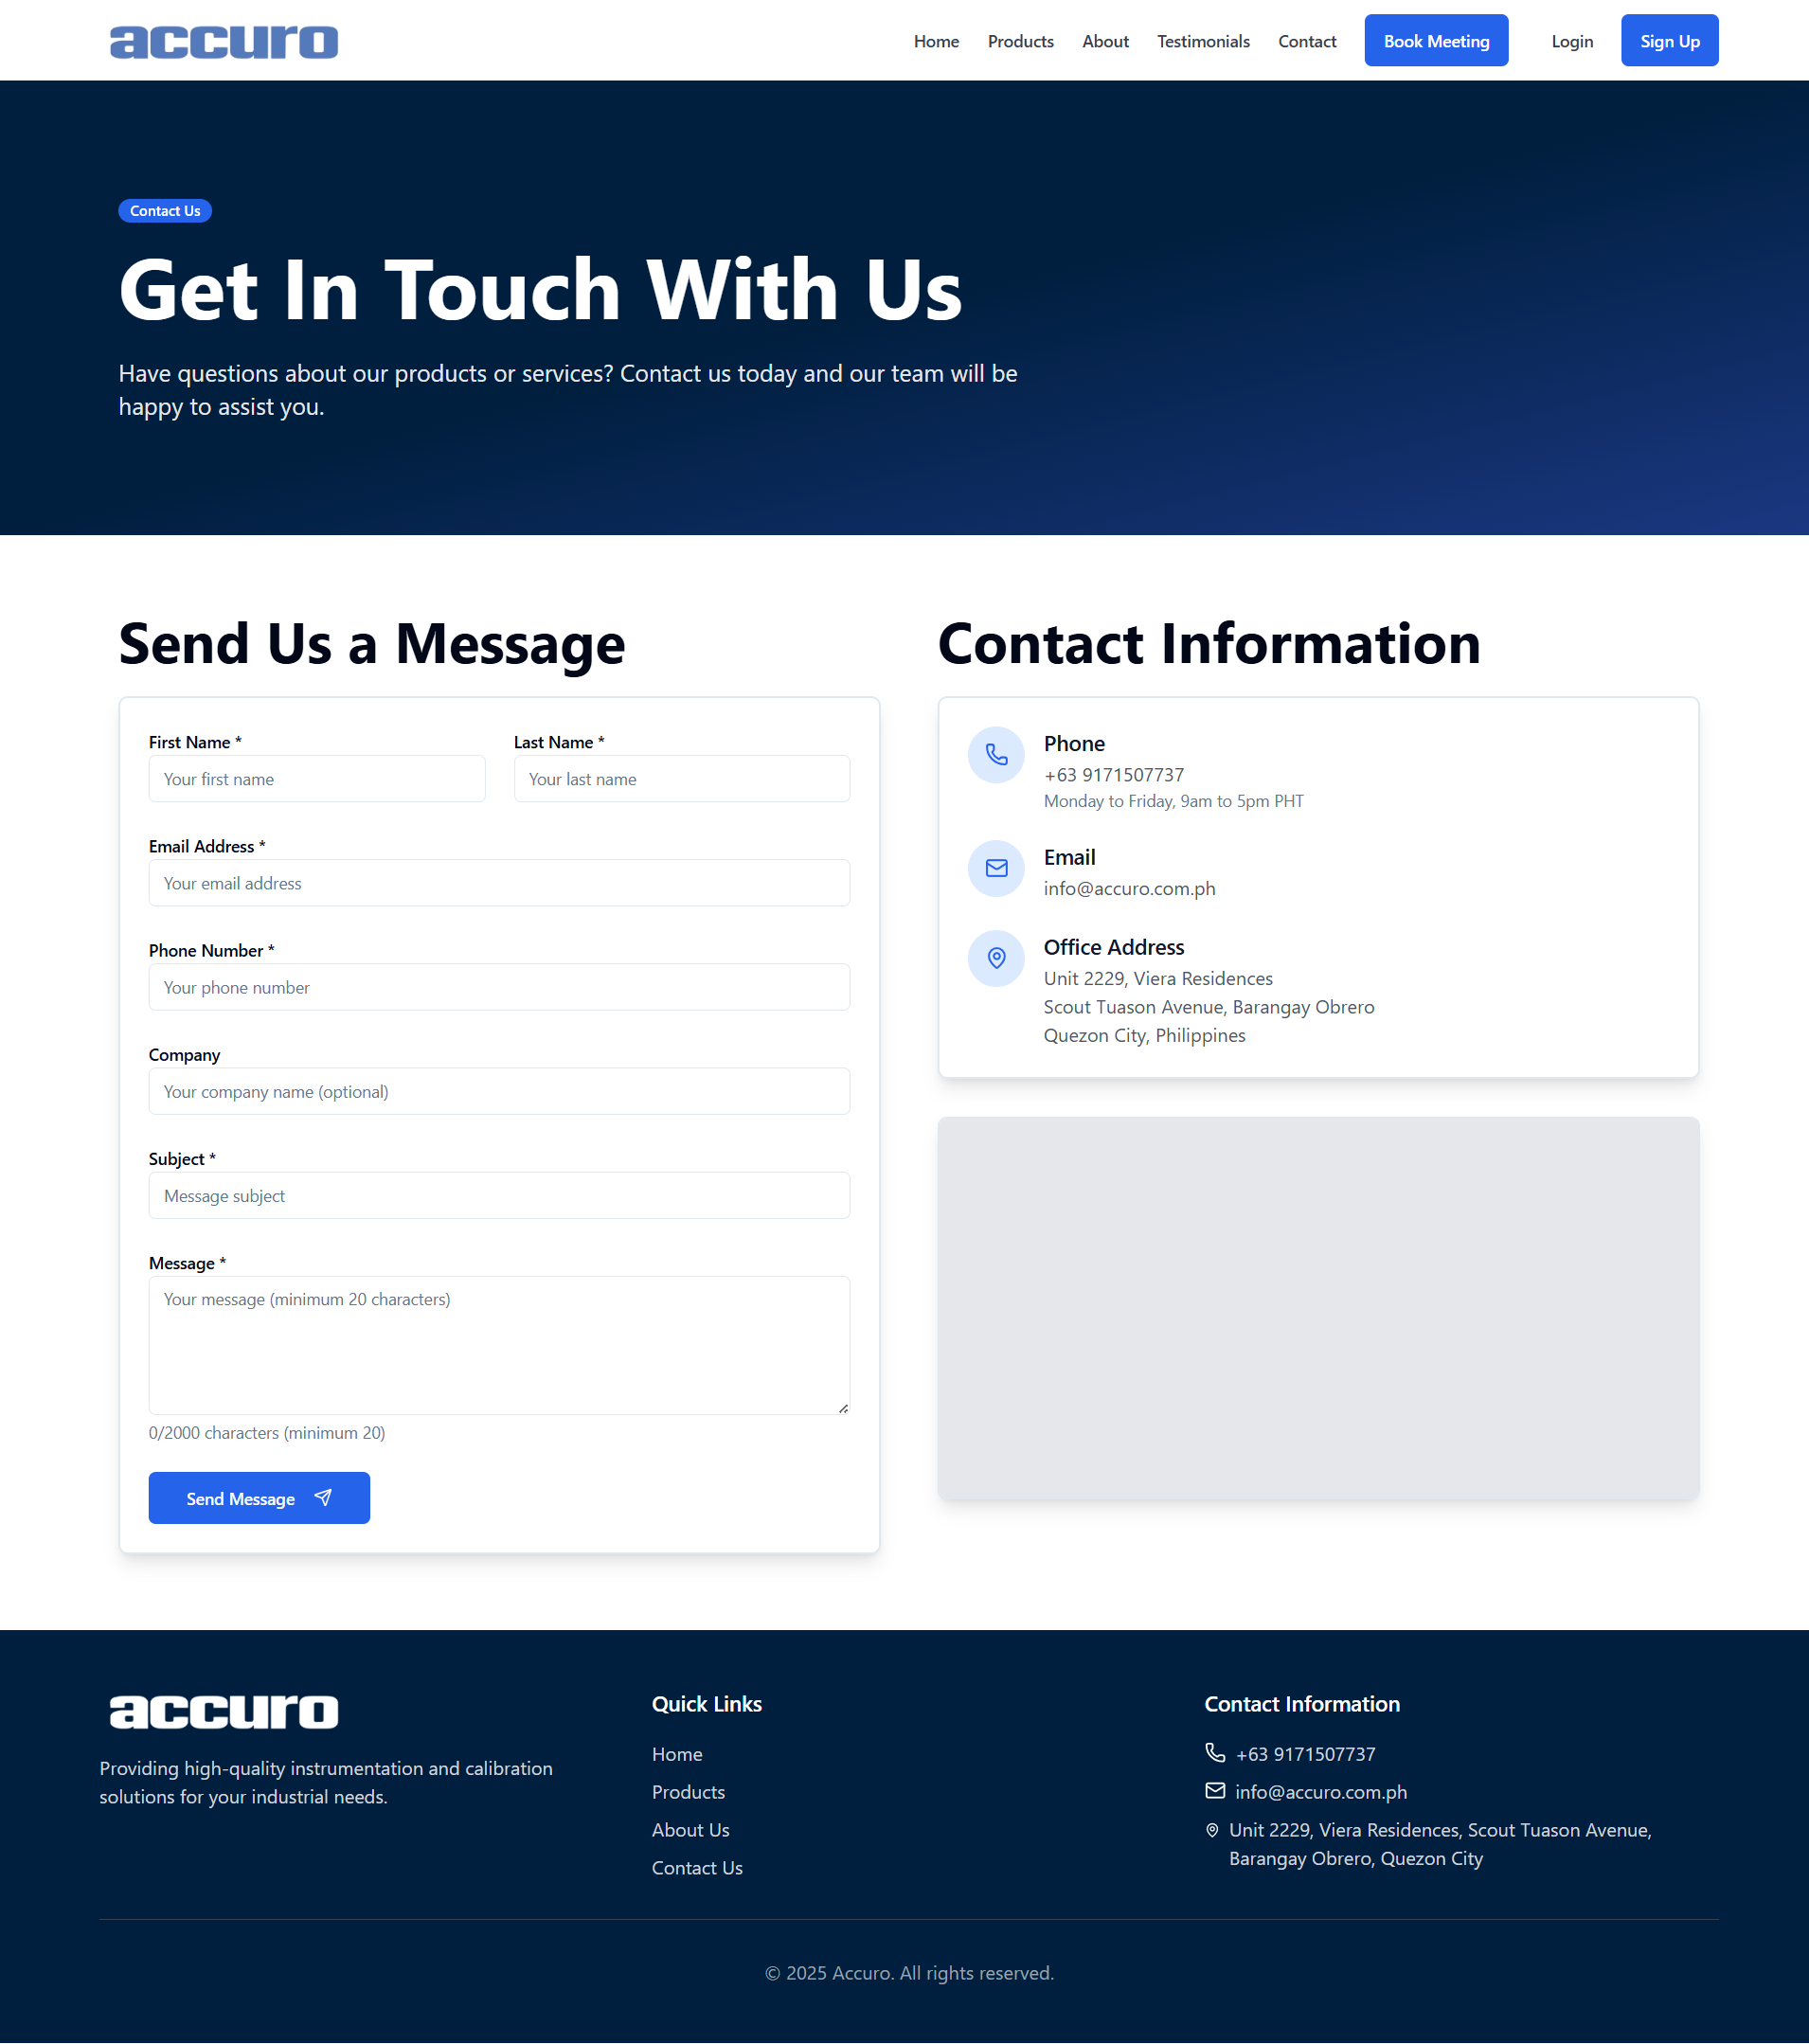 accuro
Home
Products
About
Testimonials
Contact
Book Meeting
Login
Sign Up
Contact Us
Get In Touch With Us
Have questions about our products or services? Contact us today and our team will be
happy to assist you.
Send Us a Message
First Name *
Last Name *
Your first name
Your last name
Email Address *
Your email address
Phone Number *
Your phone number
Company
Your company name (optional)
Subject *
Message subject
Message *
Your message (minimum 20 characters)
0/2000 characters (minimum 20)
Send Message
Contact Information
Phone
+63 9171507737
Monday to Friday, 9am to 5pm PHT
Email
info@accuro.com.ph
Office Address
Unit 2229, Viera Residences
Scout Tuason Avenue, Barangay Obrero
Quezon City, Philippines
accuro
Providing high-quality instrumentation and calibration
solutions for your industrial needs.
Quick Links
Home
Products
About Us
Contact Us
Contact Information
+63 9171507737
info@accuro.com.ph
Unit 2229, Viera Residences, Scout Tuason Avenue,
Barangay Obrero, Quezon City
© 2025 Accuro. All rights reserved.